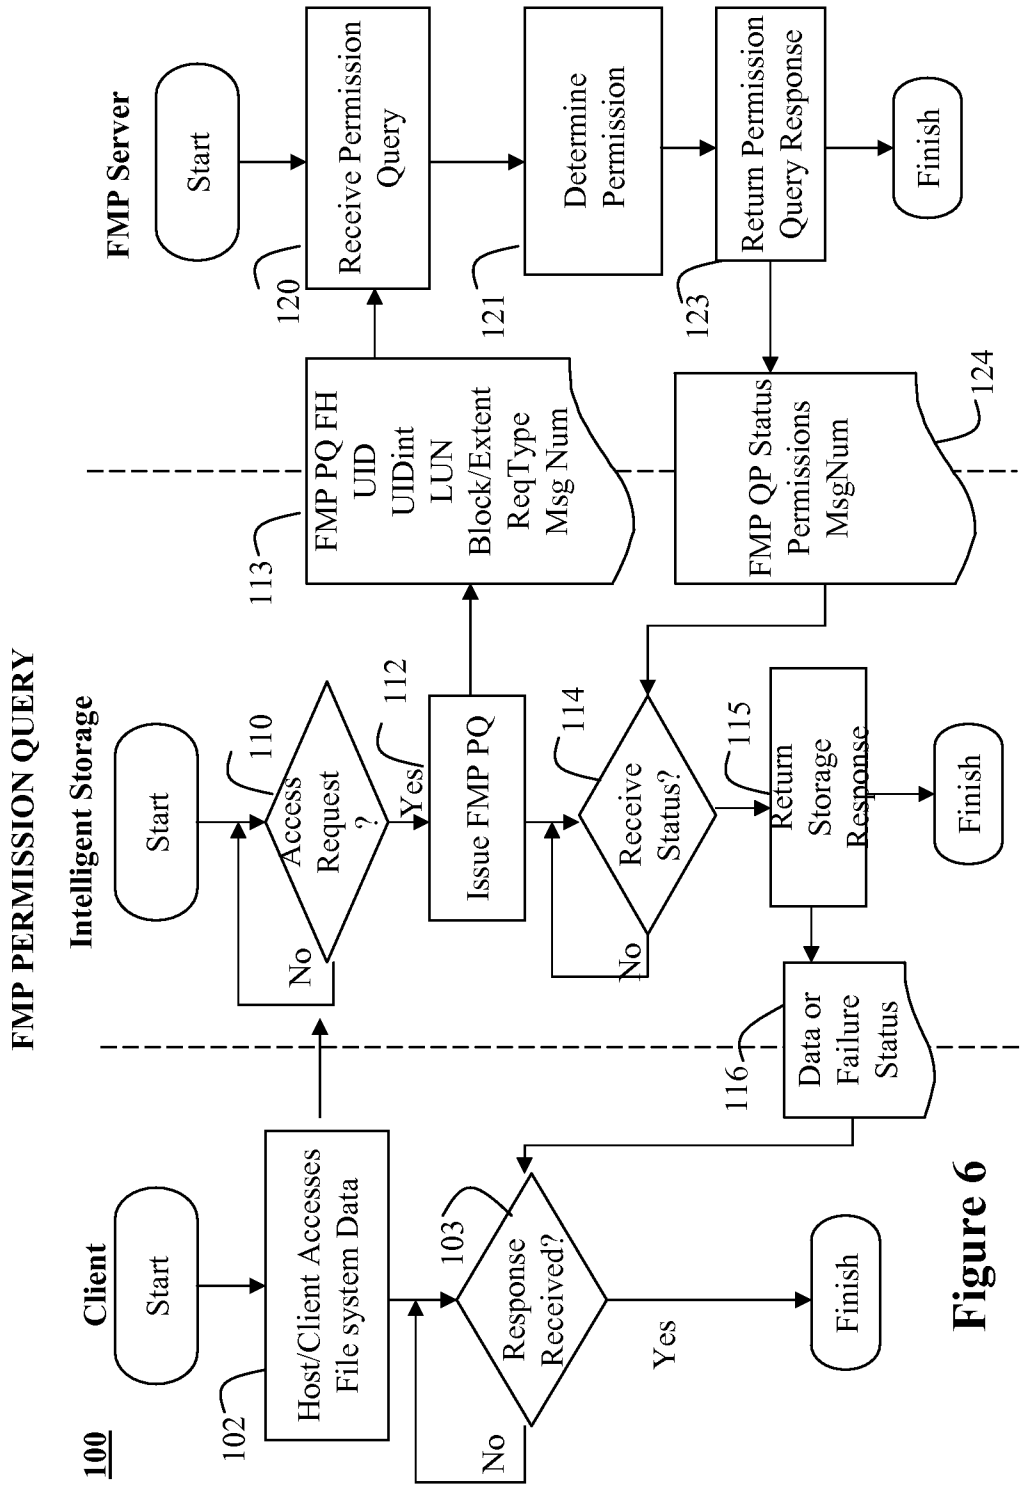 FMP PERMISSION QUERY
100
Client
Start
102
Host/Client Accesses
File system Data
103
Response
Received?
No
Yes
Finish
Intelligent Storage
Start
110
Access
Request
?
No
Yes
112
Issue FMP PQ
114
Receive
Status?
No
115
Return
Storage
Response
Finish
116
Data or
Failure
Status
113
FMP PQ FH
UID
UIDint
LUN
Block/Extent
ReqType
Msg Num
FMP QP Status
Permissions
MsgNum
124
FMP Server
Start
120
Receive Permission
Query
121
Determine
Permission
123
Return Permission
Query Response
Finish
Figure 6